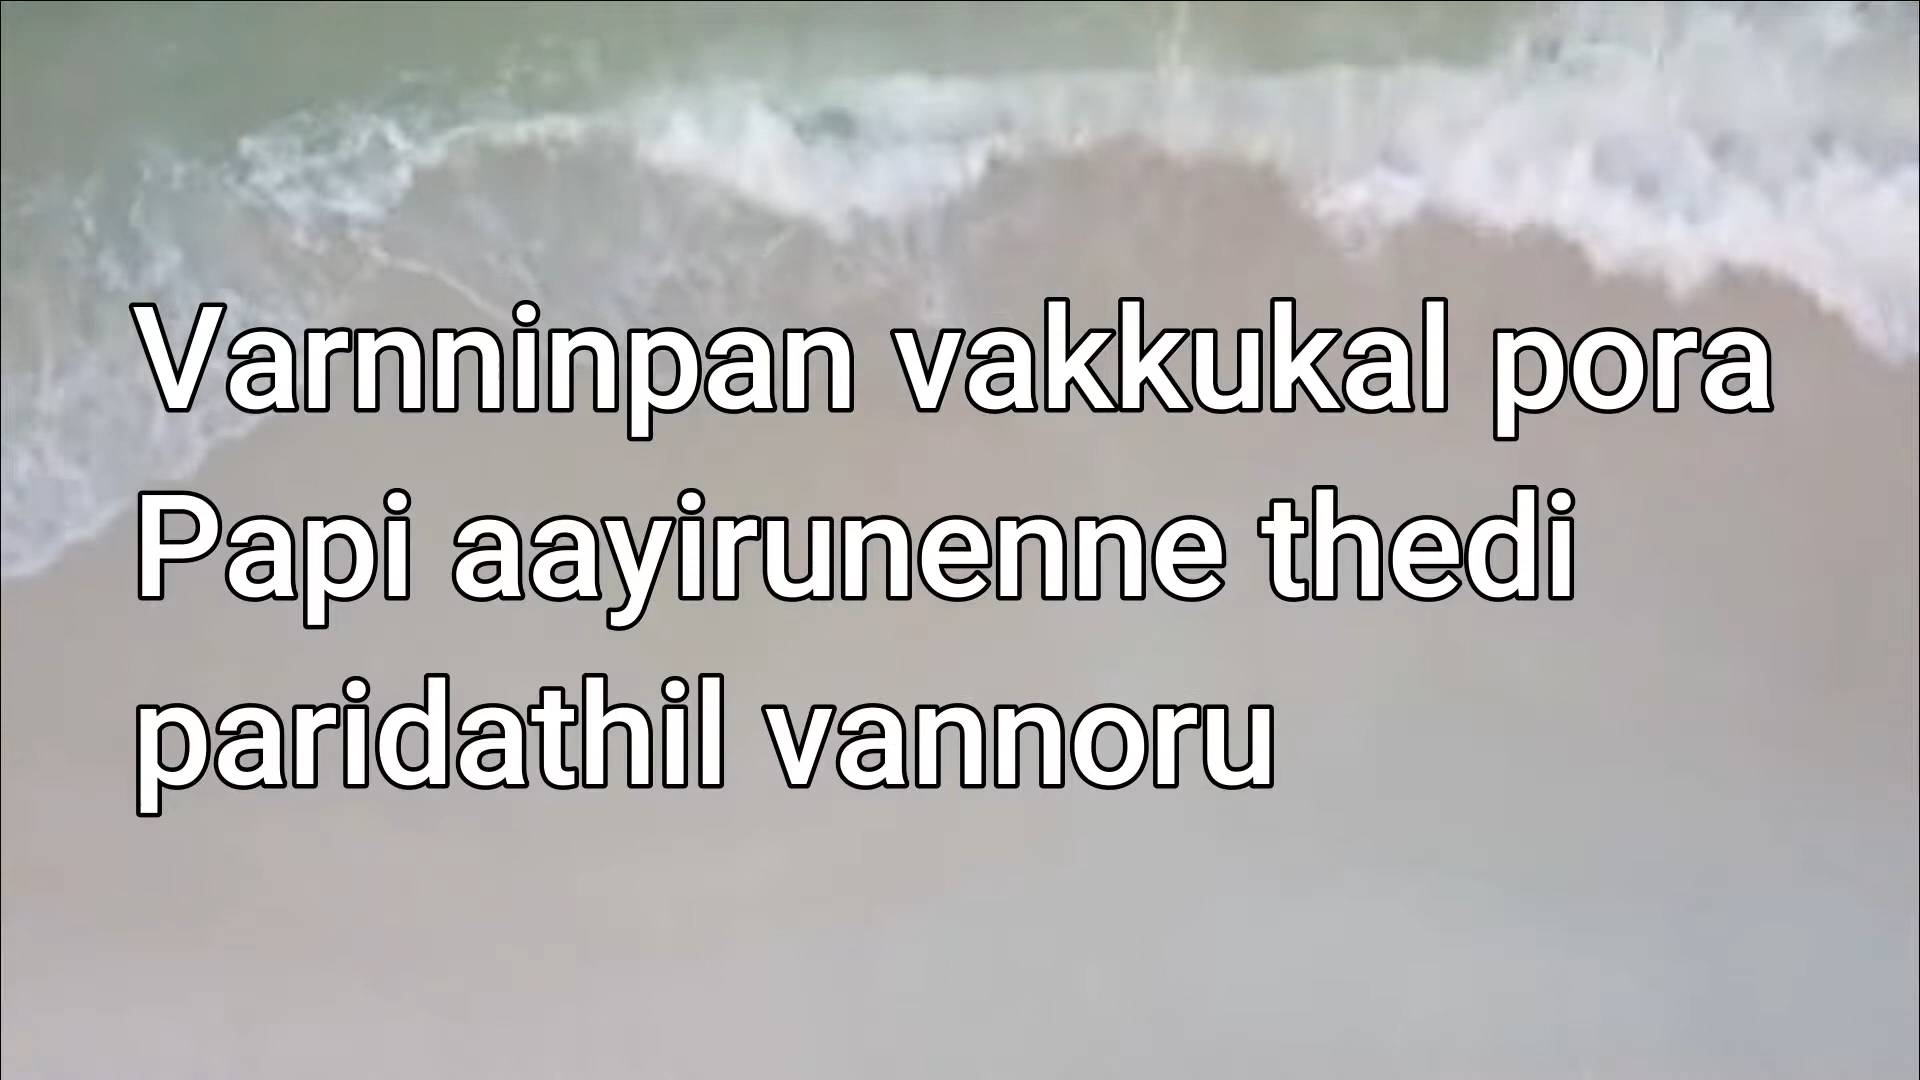 Varnninpan vakkukal pora
Papi aayirunenne thedi
paridathil vannoru